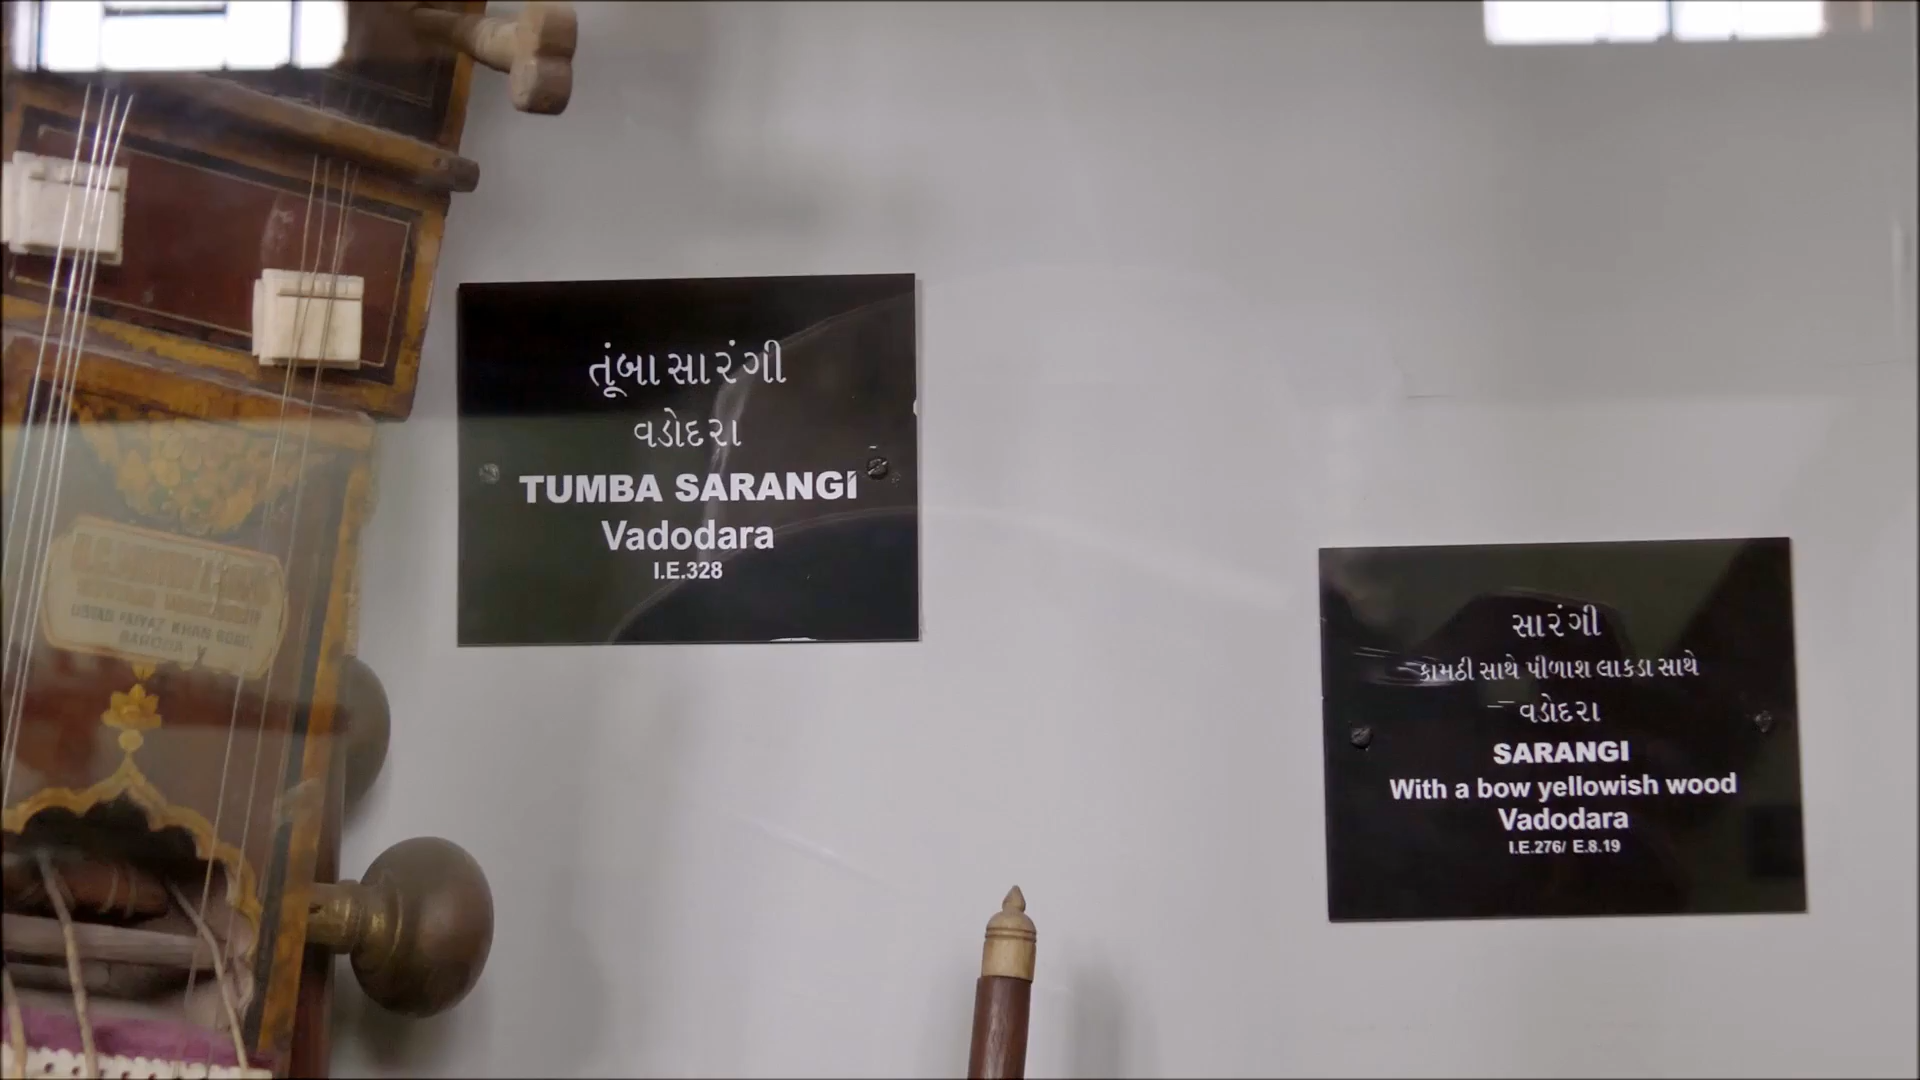 તૂંબા સારંગી
વડોદરા
TUMBA SARANGI
Vadodara
I.E.328
સારંગી
કામઠી સાથે પીળાશ લાકડા સાથે
વડોદરા
SARANGI
With a bow yellowish wood
Vadodara
I.E.276/ E.8.19
USTAD FAIYAZ KHAN ROAD,
BARODA